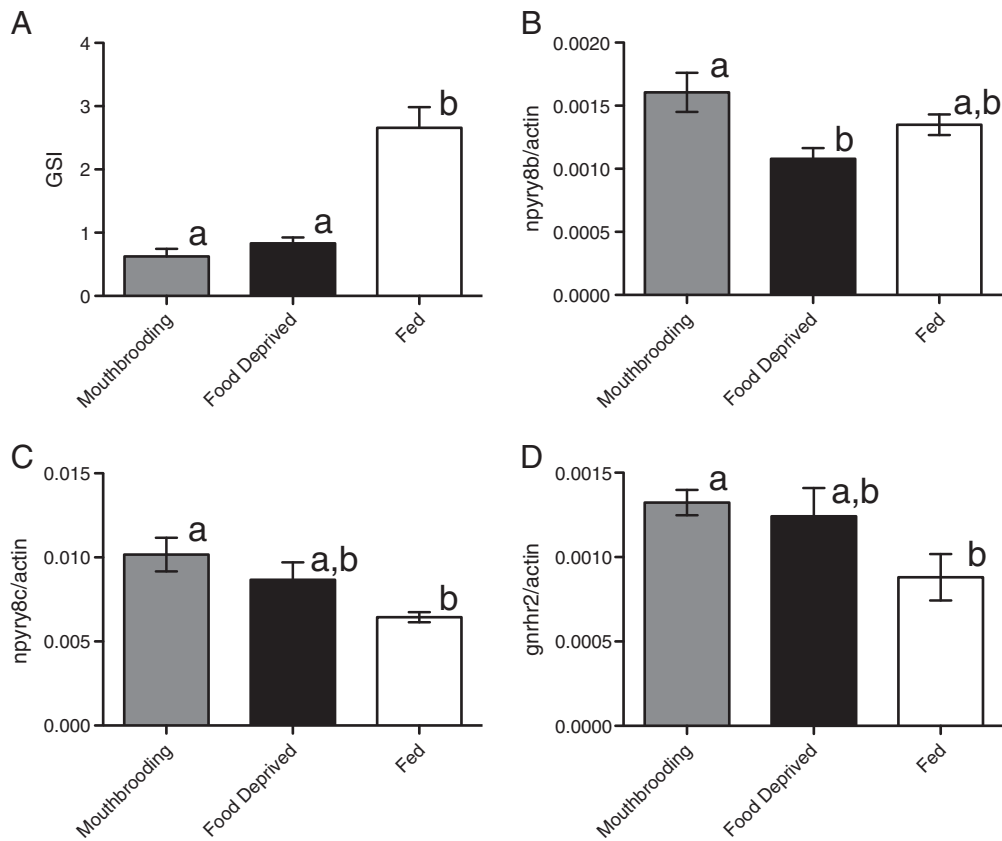 A
GSI
4
3
2
1
0
a
a
b
Mouthbrooding
Food Deprived
Fed
B
npyry8b/actin
0.0020
0.0015
0.0010
0.0005
0.0000
a
b
a,b
Mouthbrooding
Food Deprived
Fed
C
npyry8c/actin
0.015
0.010
0.005
0.000
a
a,b
b
Mouthbrooding
Food Deprived
Fed
D
gnrhr2/actin
0.0015
0.0010
0.0005
0.0000
a
a,b
b
Mouthbrooding
Food Deprived
Fed